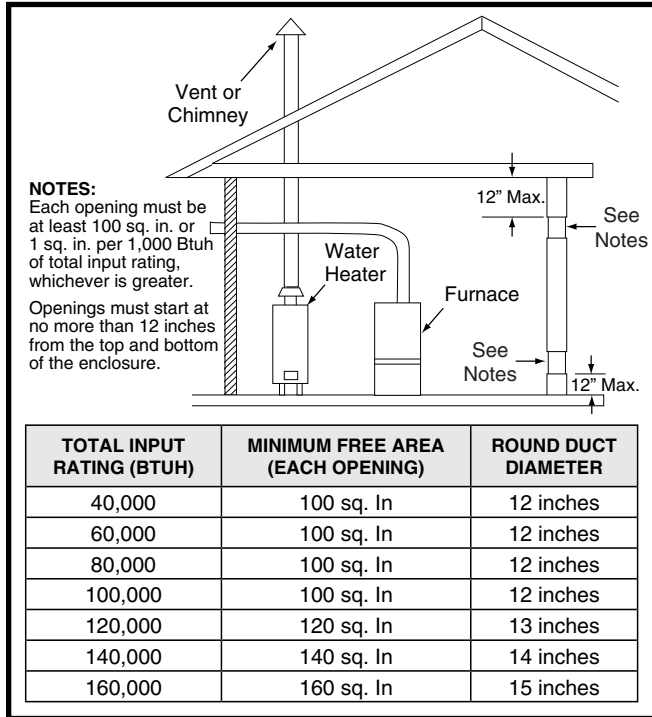 Vent or
Chimney
NOTES:
Each opening must be
at least 100 sq. in. or
1 sq. in. per 1,000 Btuh
of total input rating,
whichever is greater.
Openings must start at
no more than 12 inches
from the top and bottom
of the enclosure.
Water
Heater
Furnace
12” Max.
See
Notes
See
Notes
12” Max.
TOTAL INPUT RATING (BTUH) MINIMUM FREE AREA (EACH OPENING) ROUND DUCT DIAMETER
40,000 100 sq. In 12 inches
60,000 100 sq. In 12 inches
80,000 100 sq. In 12 inches
100,000 100 sq. In 12 inches
120,000 120 sq. In 13 inches
140,000 140 sq. In 14 inches
160,000 160 sq. In 15 inches